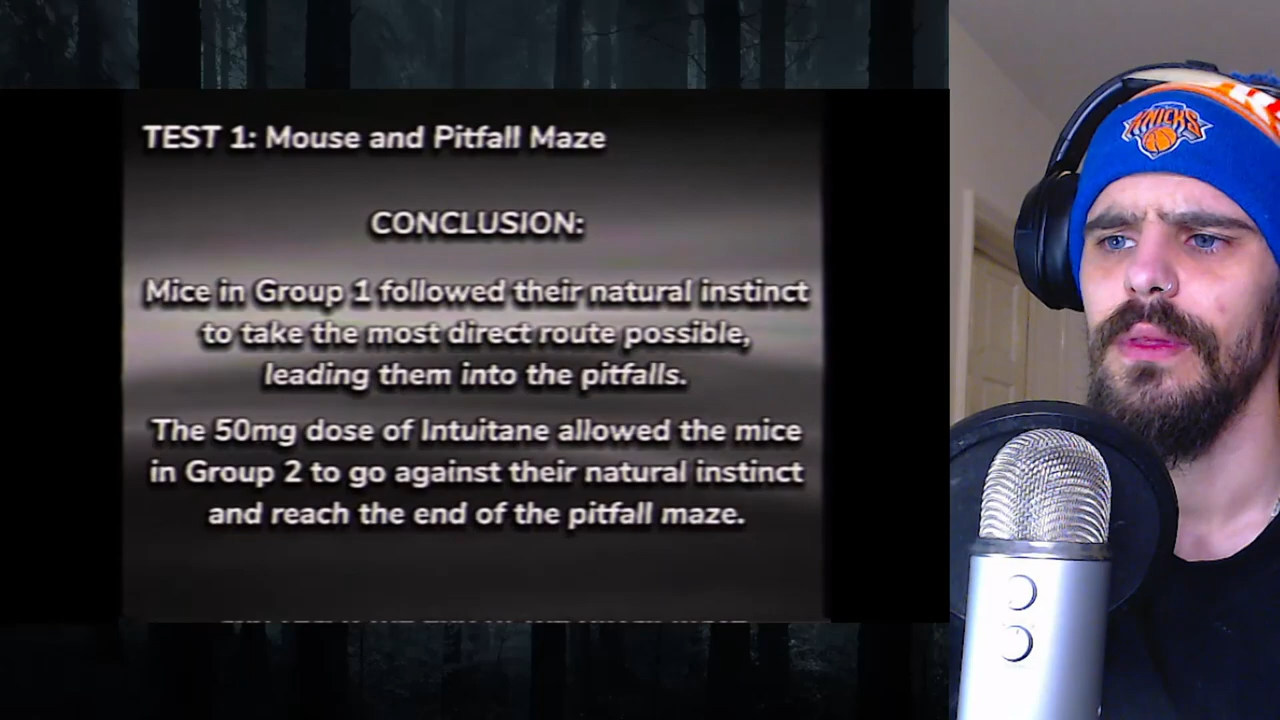 TEST 1: Mouse and Pitfall Maze
CONCLUSION:
Mice in Group 1 followed their natural instinct
to take the most direct route possible,
leading them into the pitfalls.
The 50mg dose of Intuitane allowed the mice
in Group 2 to go against their natural instinct
and reach the end of the pitfall maze.
KNICKS